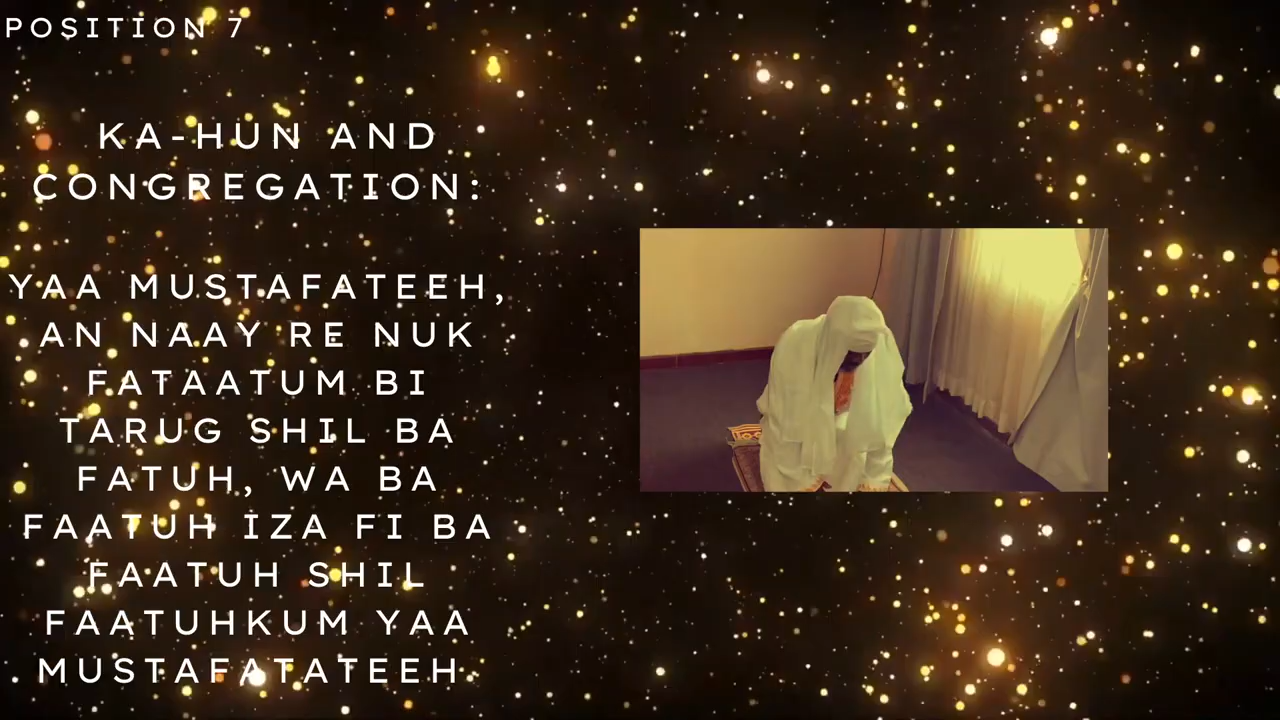 POSITION 7
KA-HUN AND
CONGREGATION:
YAA MUSTAFATEEH,
AN NAAY RE NUK
FATAATUM BI
TARUG SHIL BA
FATUH, WA BA
FAATUH IZA FI BA
FAATUH SHIL
FAATUHKUM YAA
MUSTAFATATEEH